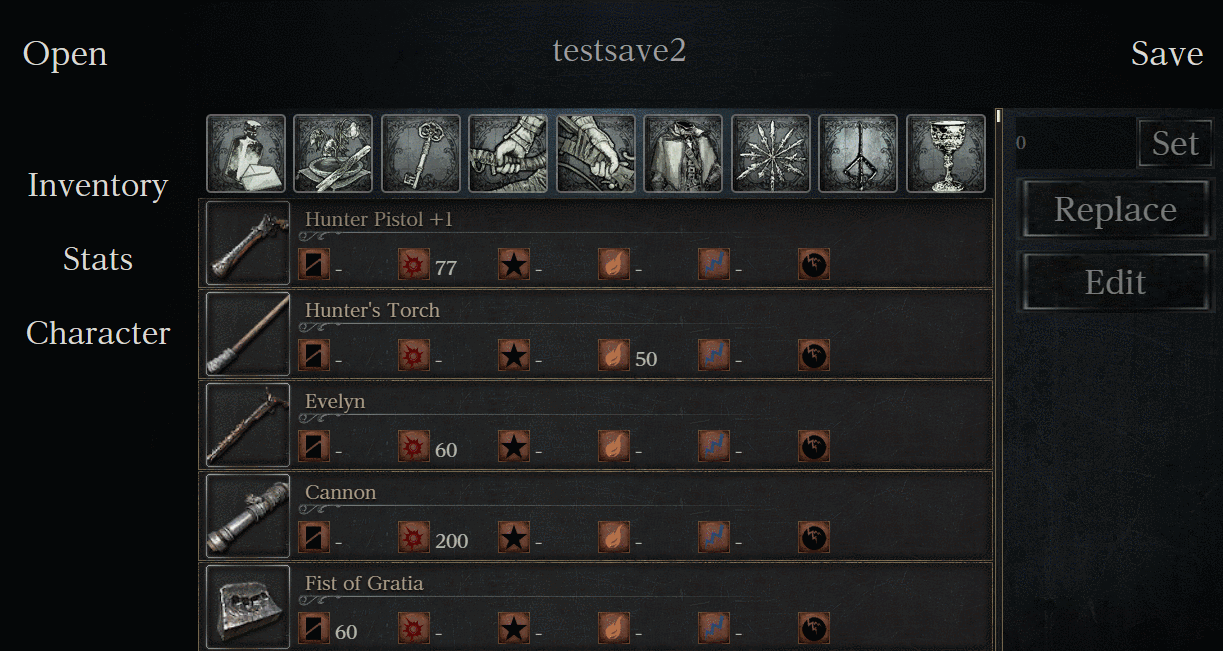 Open
testsave2
Save
Inventory
Stats
Character
0
Set
Replace
Edit
Hunter Pistol +1
- 77 - - -
Hunter's Torch
- - - 50 -
Evelyn
- 60 - - -
Cannon
- 200 - - -
Fist of Gratia
60 - - - -